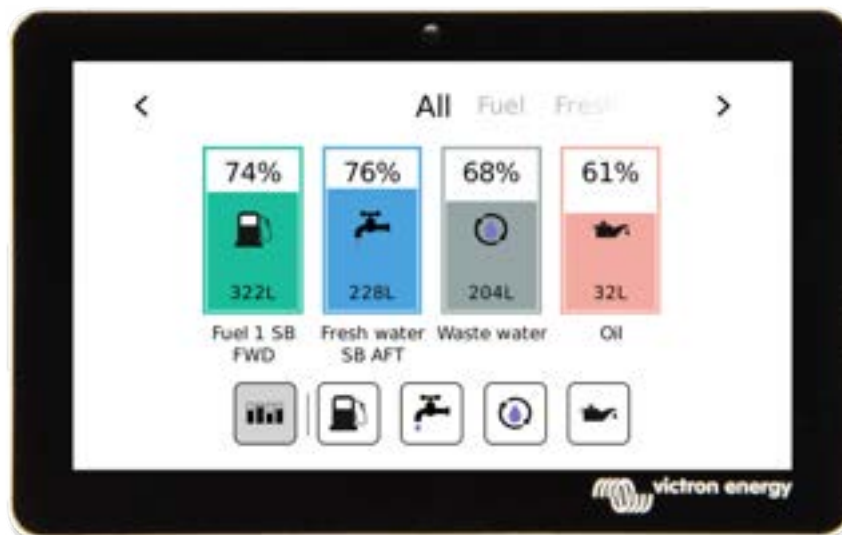 All Fuel Fresh
74% 76% 68% 61%
322L 228L 204L 32L
Fuel 1 SB Fresh water Waste water Oil
FWD SB AFT
victron energy